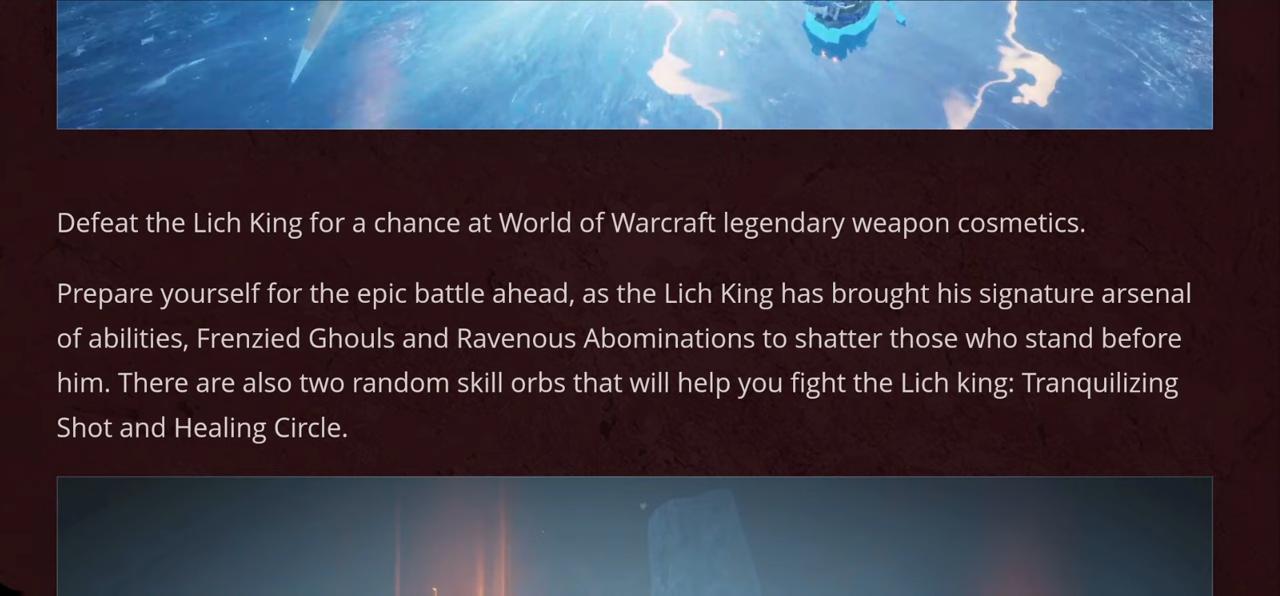 Defeat the Lich King for a chance at World of Warcraft legendary weapon cosmetics.
Prepare yourself for the epic battle ahead, as the Lich King has brought his signature arsenal
of abilities, Frenzied Ghouls and Ravenous Abominations to shatter those who stand before
him. There are also two random skill orbs that will help you fight the Lich king: Tranquilizing
Shot and Healing Circle.